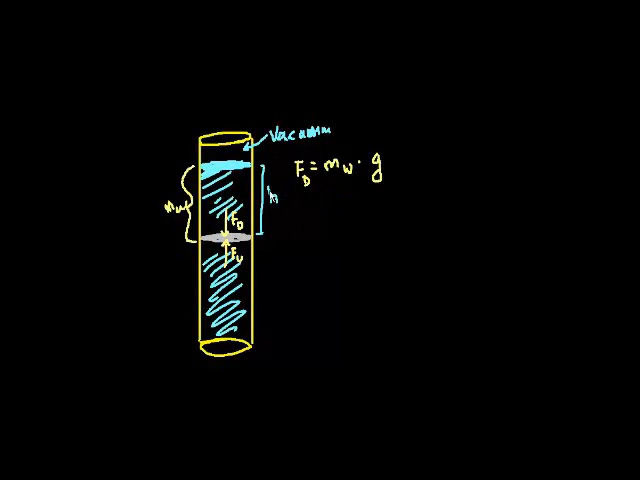 Vacuum
F_D = m_w · g
h
m_w
F_D
F_U